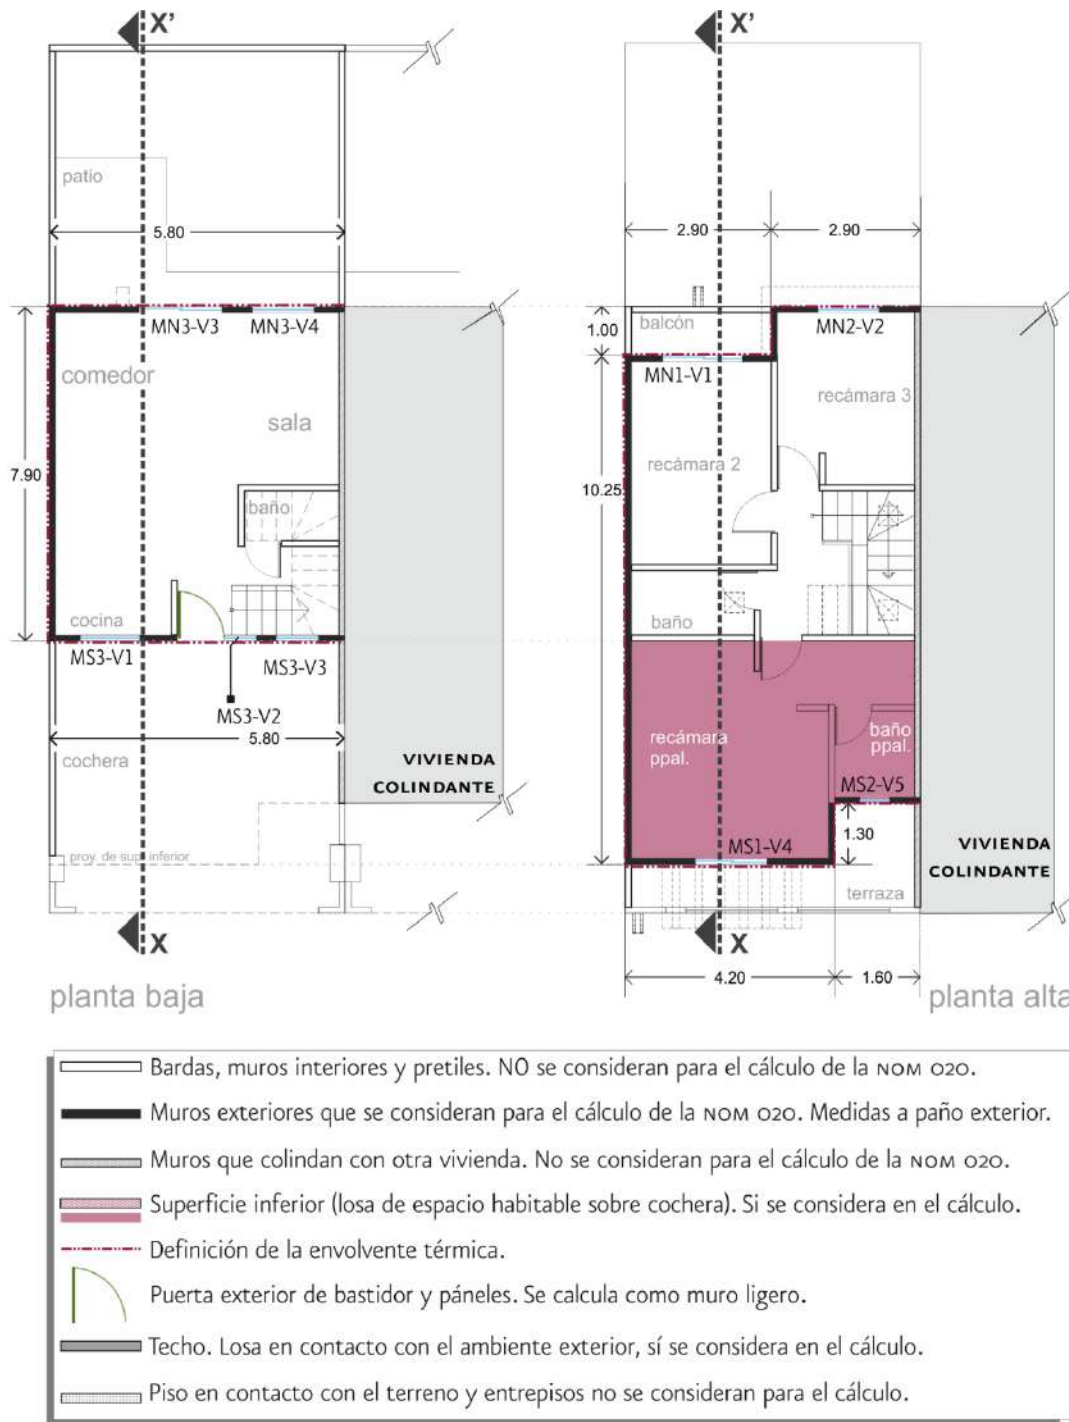 X'
X'
patio
5.80
2.90
2.90
MN3-V3
MN3-V4
1.00
balcón
MN2-V2
comedor
MN1-V1
sala
recámara 3
7.90
recámara 2
10.25
baño
cocina
baño
MS3-V1
MS3-V3
MS3-V2
5.80
recámara
ppal.
baño
ppal.
cochera
VIVIENDA
COLINDANTE
MS2-V5
1.30
proy. de sup. inferior
MS1-V4
VIVIENDA
COLINDANTE
terraza
X
X
4.20
1.60
planta baja
planta alta
Bardas, muros interiores y pretiles. NO se consideran para el cálculo de la NOM 020.
Muros exteriores que se consideran para el cálculo de la NOM 020. Medidas a paño exterior.
Muros que colindan con otra vivienda. No se consideran para el cálculo de la NOM 020.
Superficie inferior (losa de espacio habitable sobre cochera). Si se considera en el cálculo.
Definición de la envolvente térmica.
Puerta exterior de bastidor y páneles. Se calcula como muro ligero.
Techo. Losa en contacto con el ambiente exterior, sí se considera en el cálculo.
Piso en contacto con el terreno y entrepisos no se consideran para el cálculo.